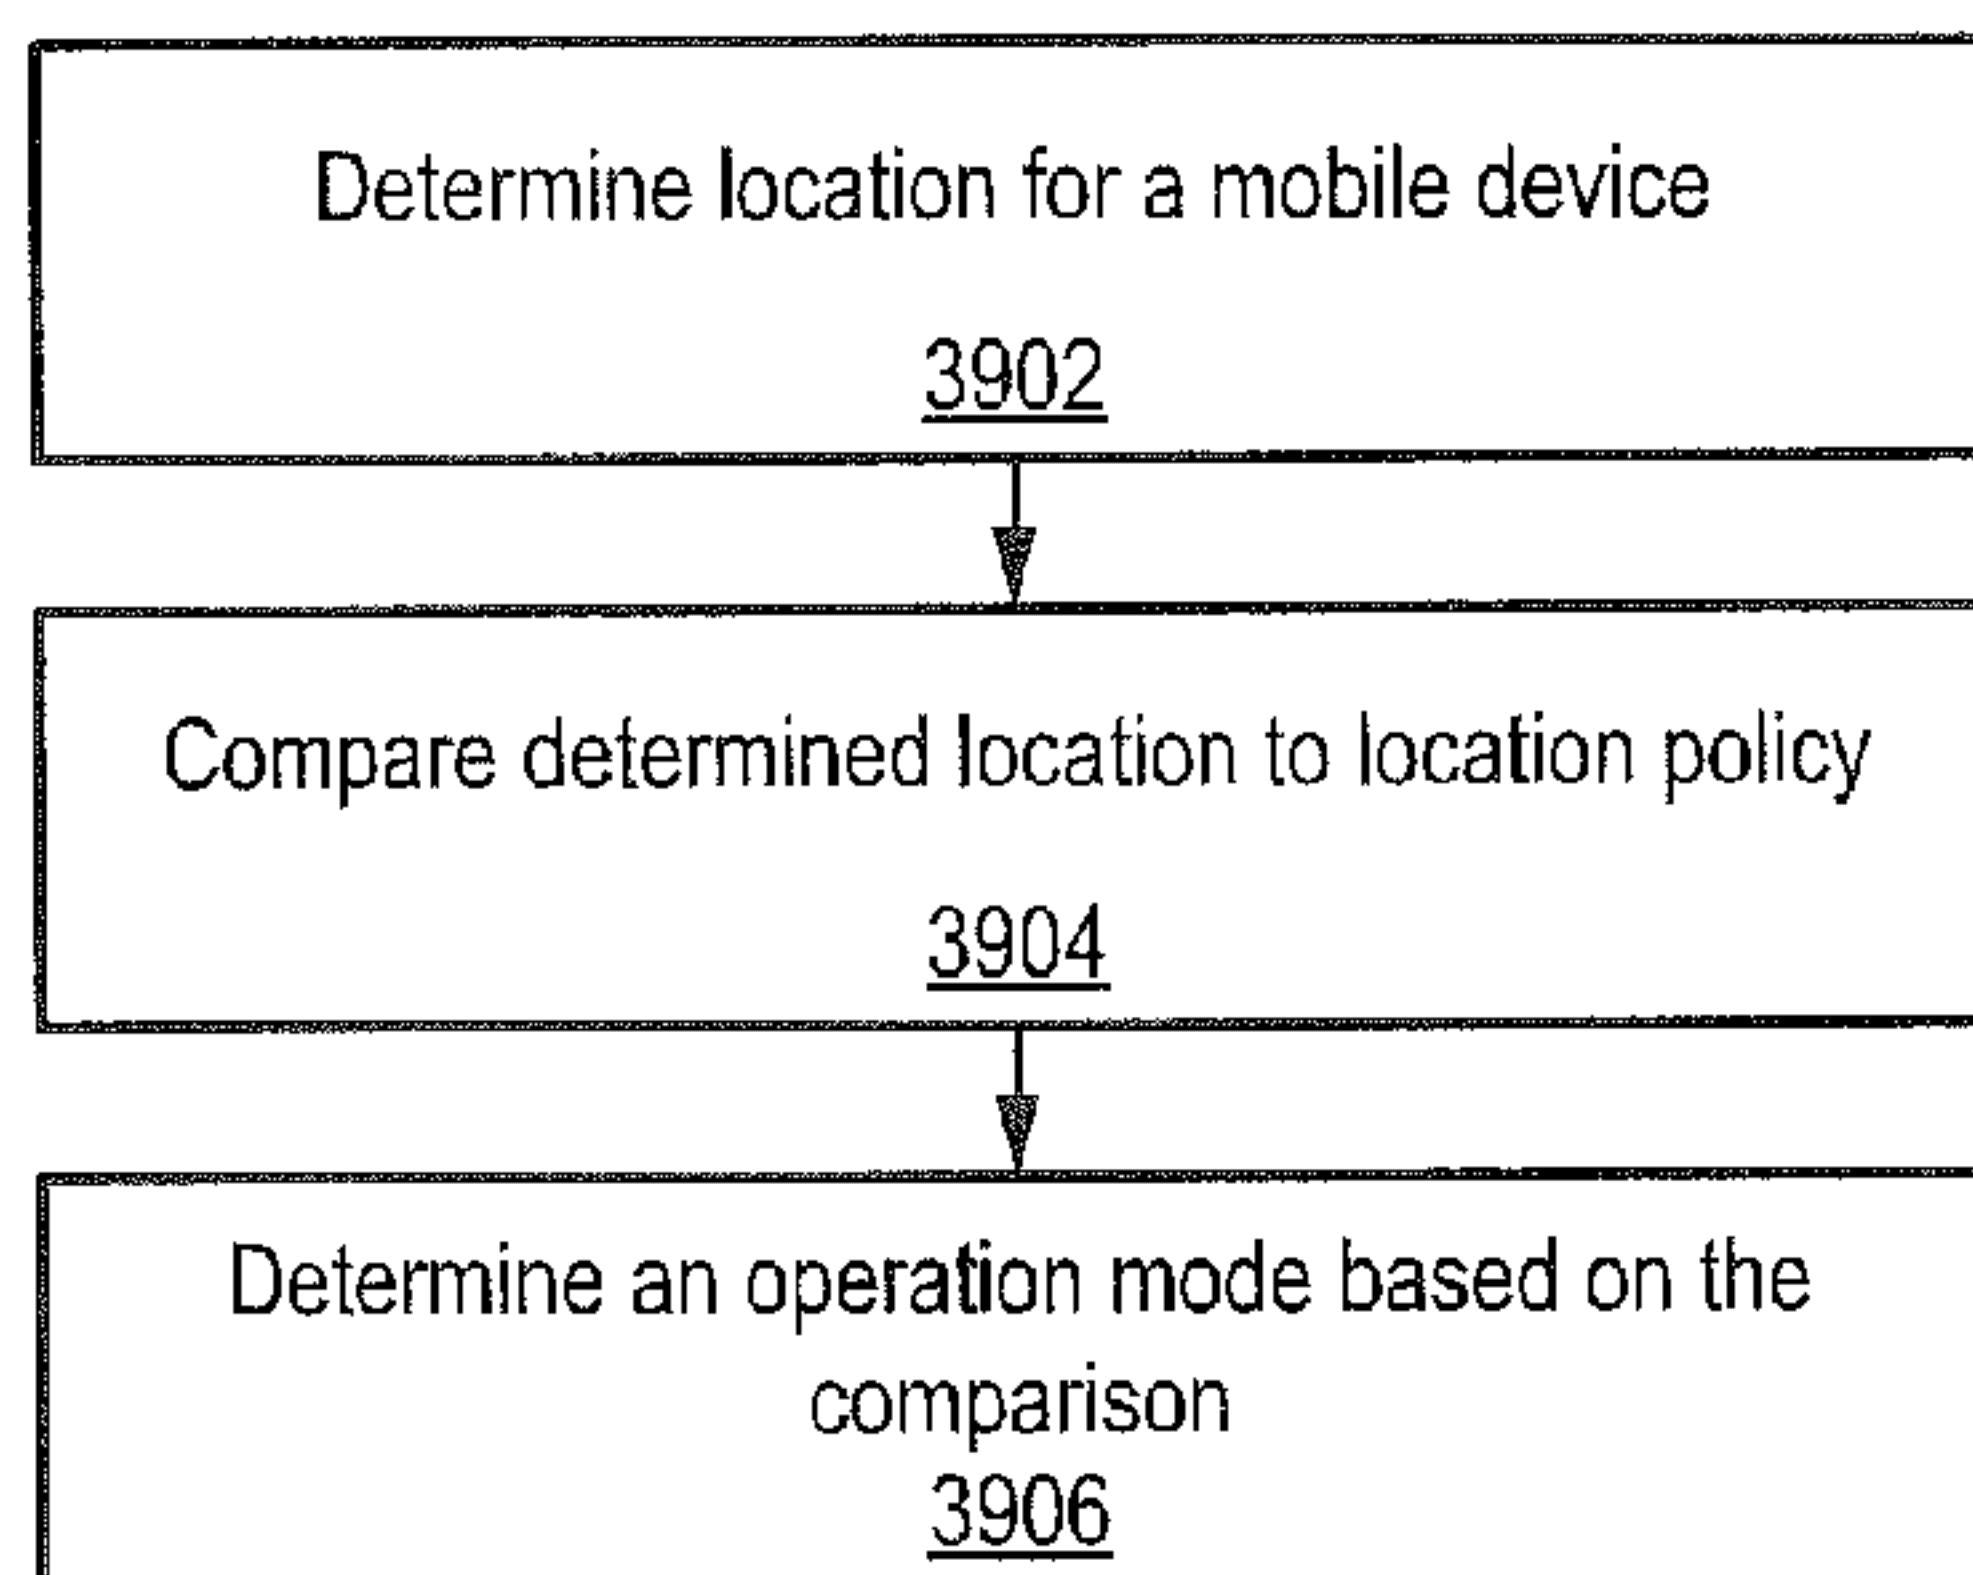 Determine location for a mobile device
3902
Compare determined location to location policy
3904
Determine an operation mode based on the
comparison
3906